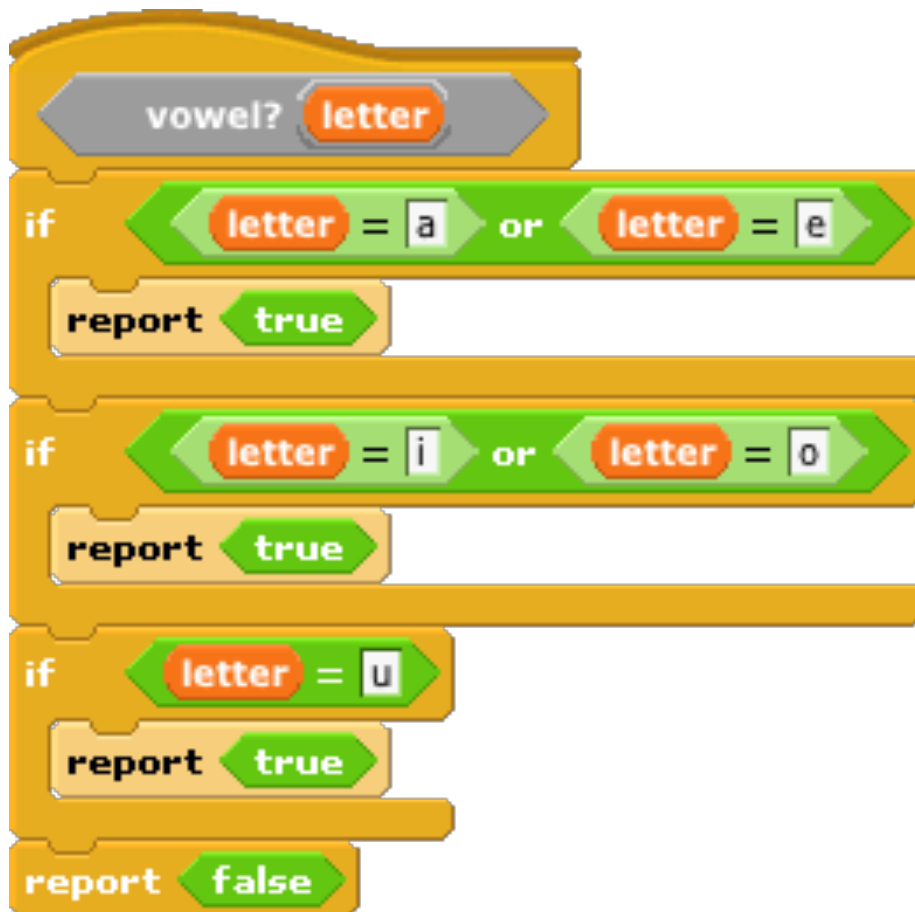 vowel? letter
if letter = a or letter = e
report true
if letter = i or letter = o
report true
if letter = u
report true
report false